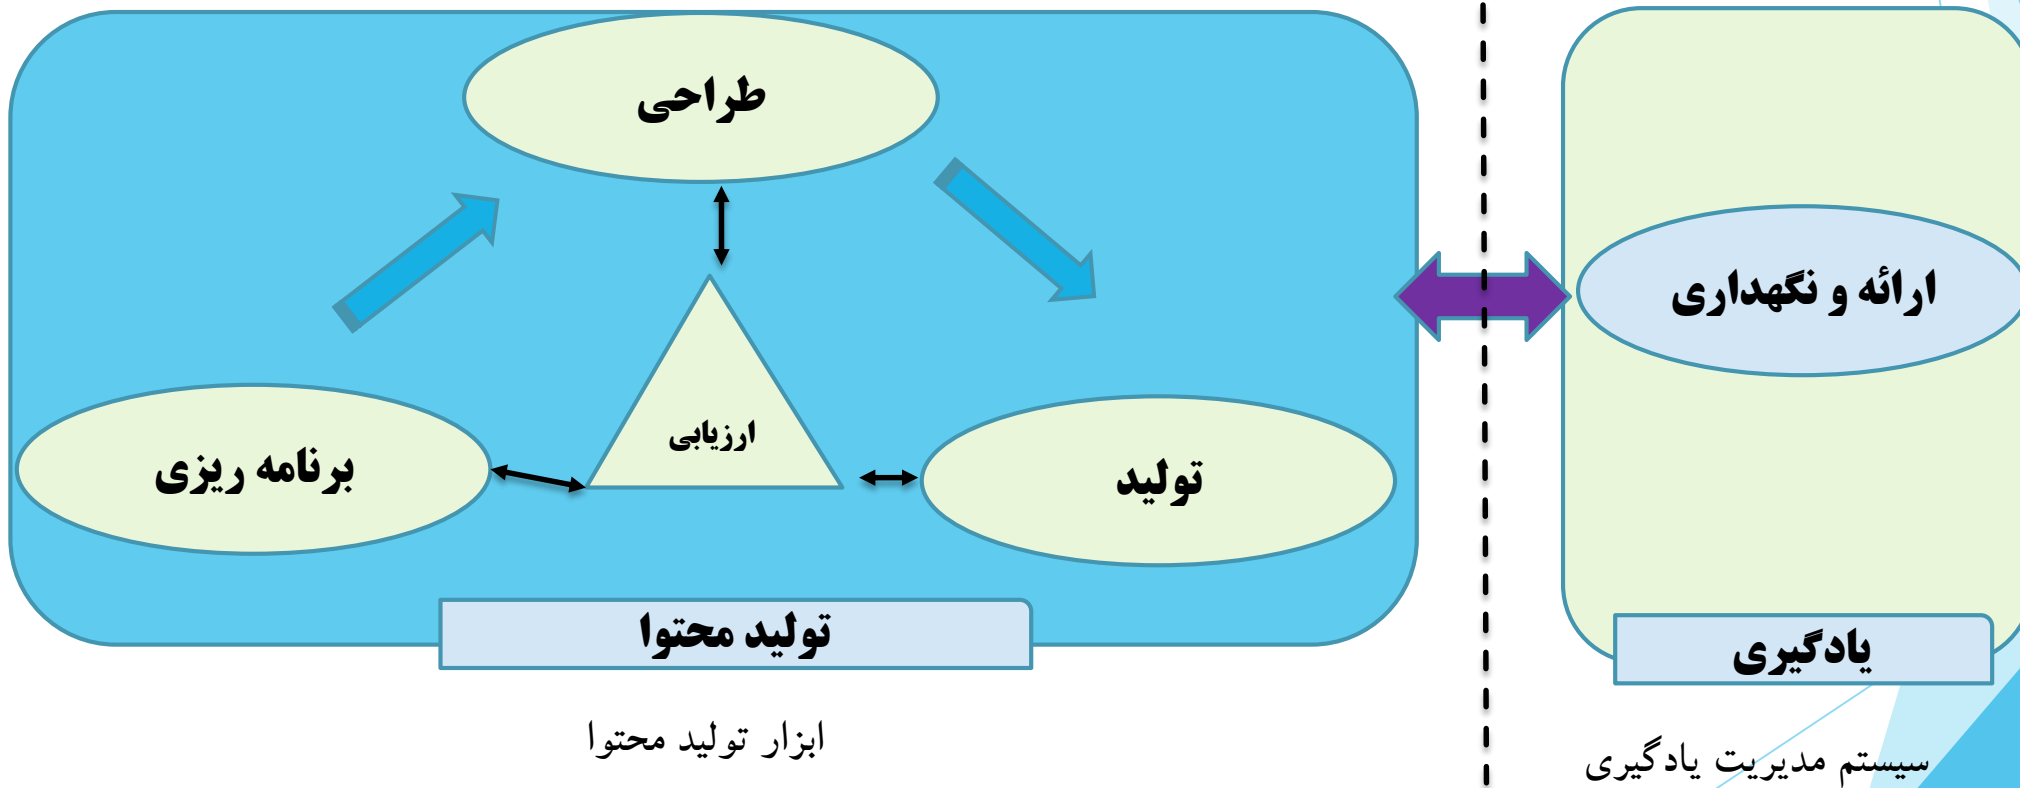 طراحی
ارزیابی
برنامه ریزی
تولید
تولید محتوا
ابزار تولید محتوا
ارائه و نگهداری
یادگیری
سیستم مدیریت یادگیری